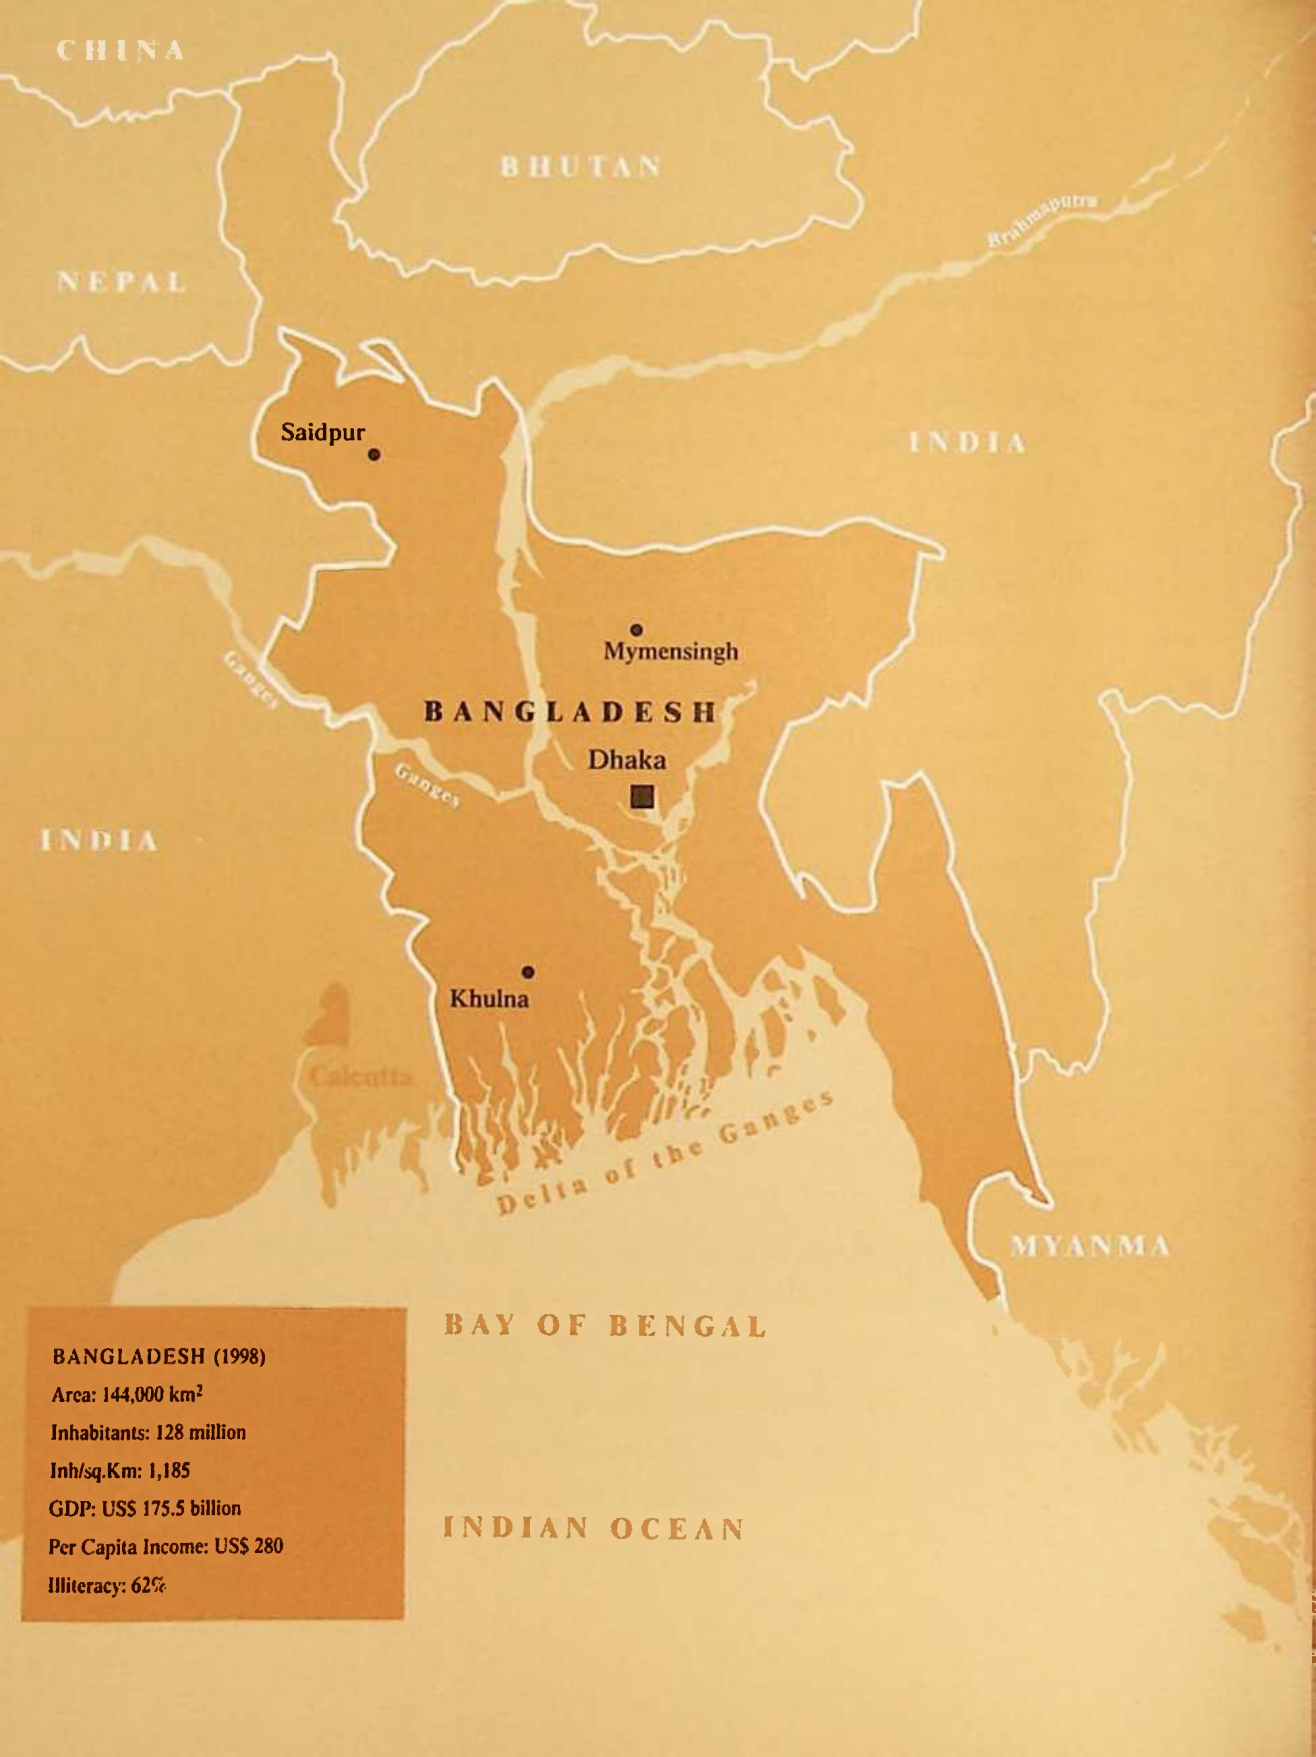 CHINA
BHUTAN
Brahmaputra
NEPAL
Saidpur
INDIA
Mymensingh
Ganges
BANGLADESH
Dhaka
Ganges
INDIA
Khulna
Calcutta
Delta of the Ganges
MYANMA
BAY OF BENGAL
BANGLADESH (1998)
Area: 144,000 km²
Inhabitants: 128 million
Inh/sq.Km: 1,185
GDP: US$ 175.5 billion
INDIAN OCEAN
Per Capita Income: US$ 280
Illiteracy: 62%